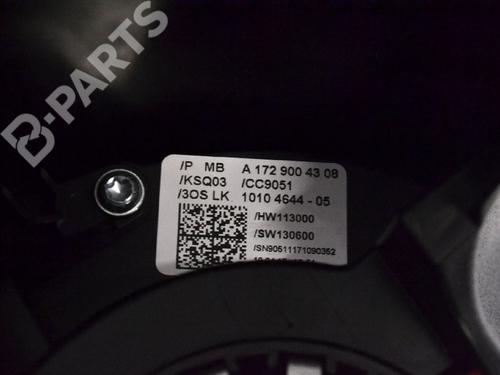 B-PARTS
/P MB A 172 900 43 08
/KSQ03 /CC9051
/3OS LK 1010 4644 - 05
/HW113000
/SW130600
/SN90511171090352